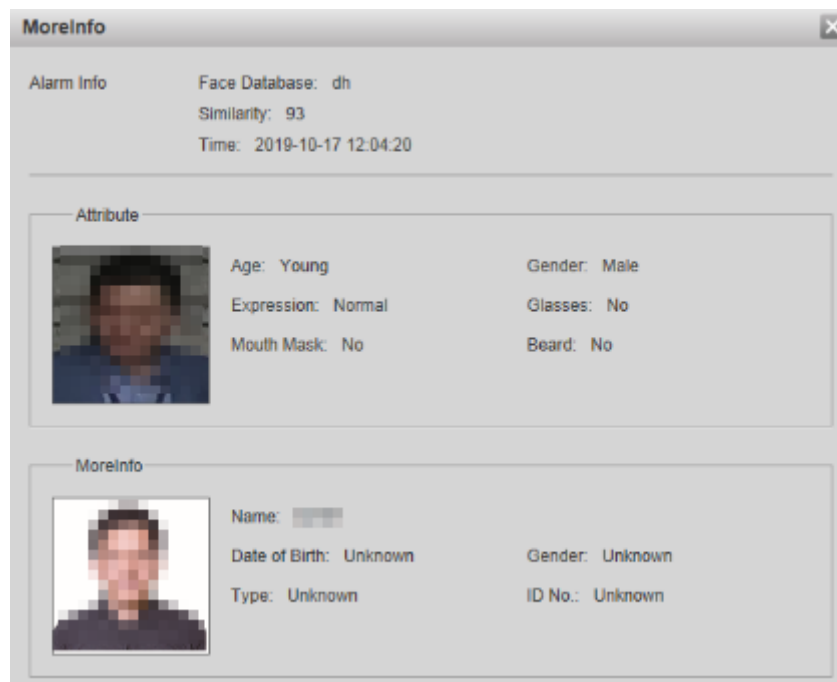 MoreInfo
Alarm Info
Face Database: dh
Similarity: 93
Time: 2019-10-17 12:04:20
Attribute
Age: Young Gender: Male
Expression: Normal Glasses: No
Mouth Mask: No Beard: No
MoreInfo
Name:
Date of Birth: Unknown Gender: Unknown
Type: Unknown ID No.: Unknown